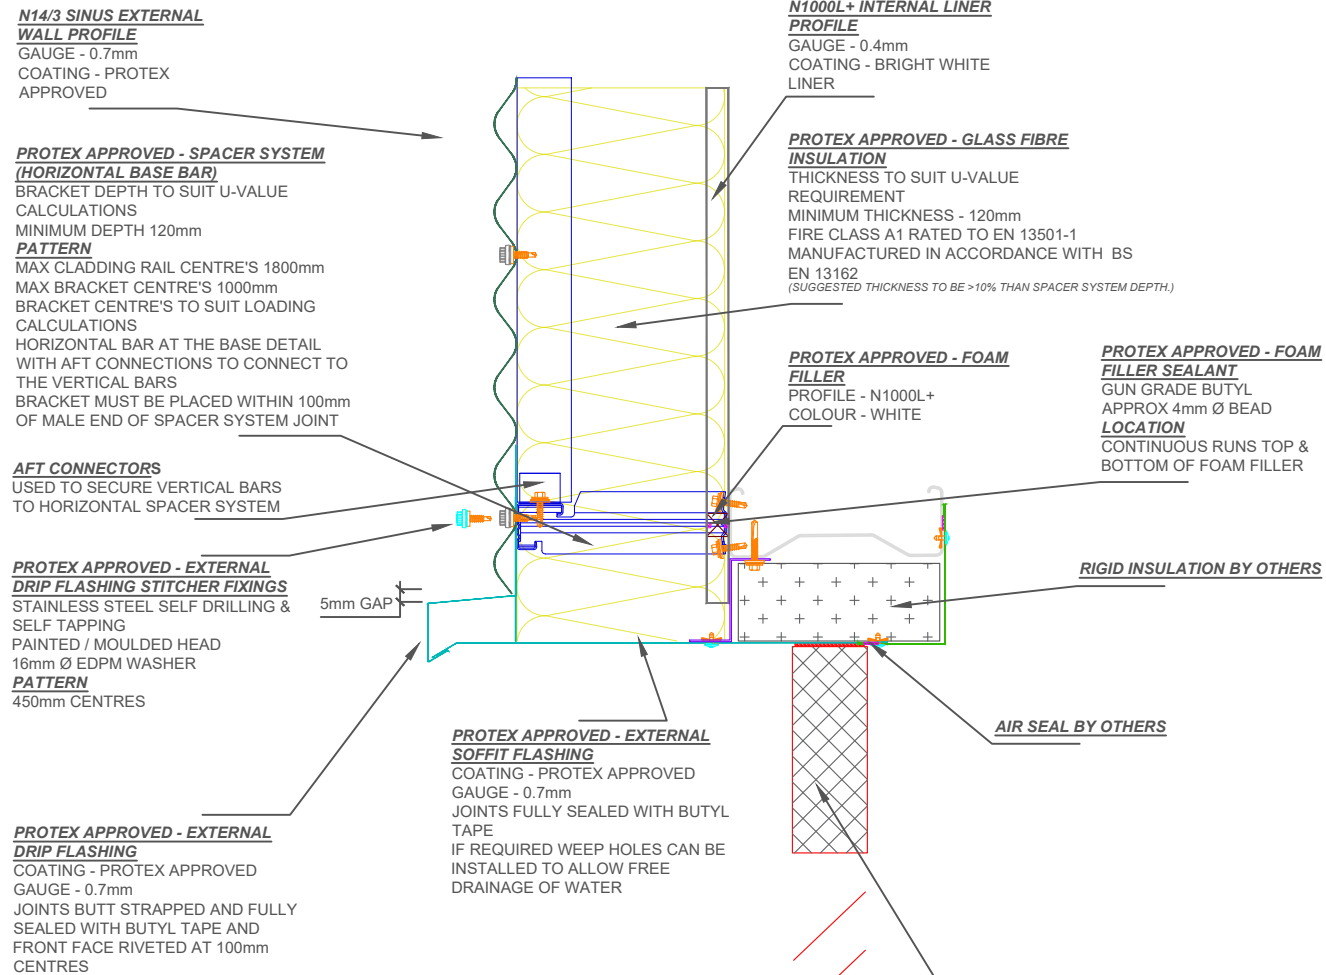 N14/3 SINUS EXTERNAL
WALL PROFILE
GAUGE - 0.7mm
COATING - PROTEX
APPROVED
PROTEX APPROVED - SPACER SYSTEM
(HORIZONTAL BASE BAR)
BRACKET DEPTH TO SUIT U-VALUE
CALCULATIONS
MINIMUM DEPTH 120mm
PATTERN
MAX CLADDING RAIL CENTRE'S 1800mm
MAX BRACKET CENTRE'S 1000mm
BRACKET CENTRE'S TO SUIT LOADING
CALCULATIONS
HORIZONTAL BAR AT THE BASE DETAIL
WITH AFT CONNECTIONS TO CONNECT TO
THE VERTICAL BARS
BRACKET MUST BE PLACED WITHIN 100mm
OF MALE END OF SPACER SYSTEM JOINT
AFT CONNECTORS
USED TO SECURE VERTICAL BARS
TO HORIZONTAL SPACER SYSTEM
PROTEX APPROVED - EXTERNAL
DRIP FLASHING STITCHER FIXINGS
STAINLESS STEEL SELF DRILLING &
SELF TAPPING
PAINTED / MOULDED HEAD
16mm Ø EDPM WASHER
PATTERN
450mm CENTRES
5mm GAP
PROTEX APPROVED - EXTERNAL
DRIP FLASHING
COATING - PROTEX APPROVED
GAUGE - 0.7mm
JOINTS BUTT STRAPPED AND FULLY
SEALED WITH BUTYL TAPE AND
FRONT FACE RIVETED AT 100mm
CENTRES
PROTEX APPROVED - EXTERNAL
SOFFIT FLASHING
COATING - PROTEX APPROVED
GAUGE - 0.7mm
JOINTS FULLY SEALED WITH BUTYL
TAPE
IF REQUIRED WEEP HOLES CAN BE
INSTALLED TO ALLOW FREE
DRAINAGE OF WATER
N1000L+ INTERNAL LINER
PROFILE
GAUGE - 0.4mm
COATING - BRIGHT WHITE
LINER
PROTEX APPROVED - GLASS FIBRE
INSULATION
THICKNESS TO SUIT U-VALUE
REQUIREMENT
MINIMUM THICKNESS - 120mm
FIRE CLASS A1 RATED TO EN 13501-1
MANUFACTURED IN ACCORDANCE WITH BS
EN 13162
(SUGGESTED THICKNESS TO BE >10% THAN SPACER SYSTEM DEPTH.)
PROTEX APPROVED - FOAM
FILLER
PROFILE - N1000L+
COLOUR - WHITE
PROTEX APPROVED - FOAM
FILLER SEALANT
GUN GRADE BUTYL
APPROX 4mm Ø BEAD
LOCATION
CONTINUOUS RUNS TOP &
BOTTOM OF FOAM FILLER
RIGID INSULATION BY OTHERS
AIR SEAL BY OTHERS